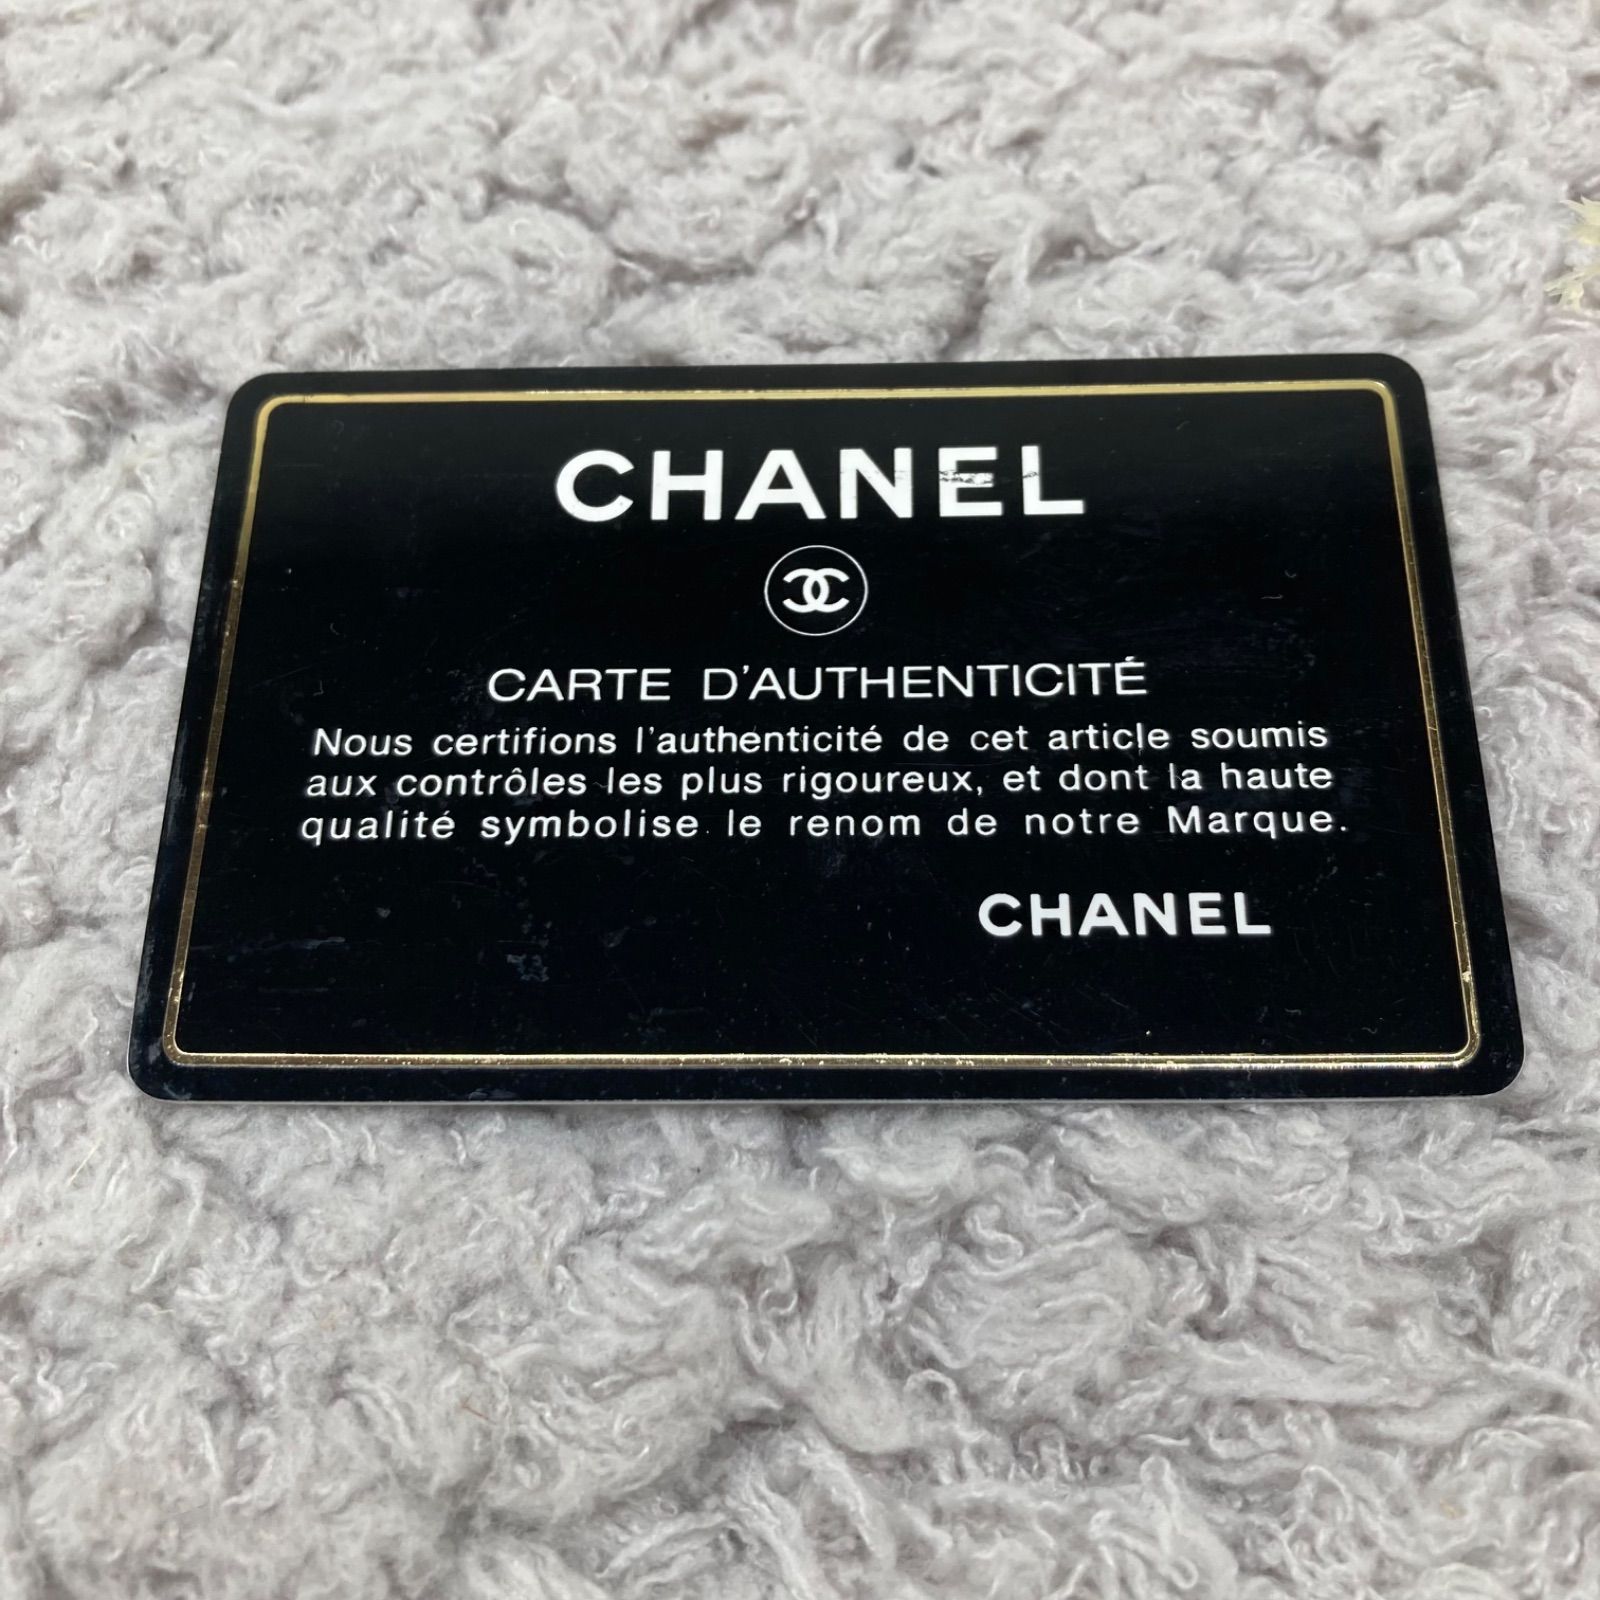 CHANEL
CARTE D'AUTHENTICITÉ
Nous certifions l'authenticité de cet article soumis
aux contrôles les plus rigoureux, et dont la haute
qualité symbolise le renom de notre Marque.
CHANEL